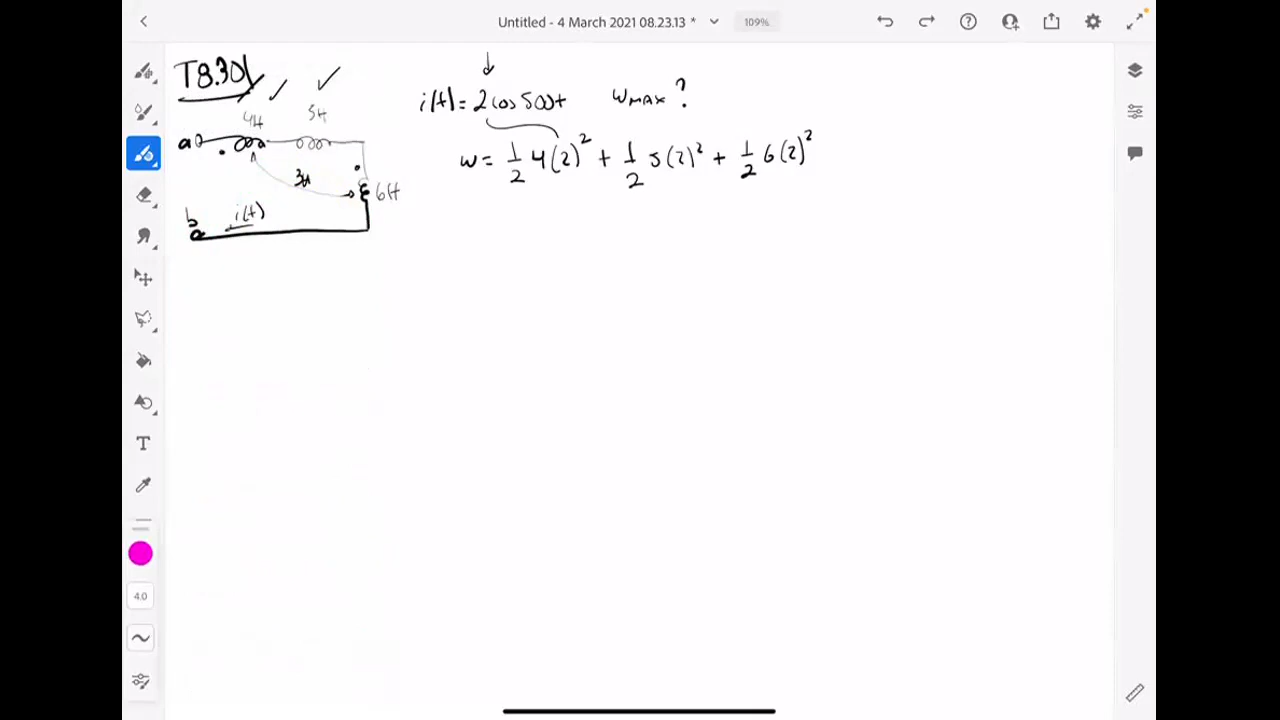 Untitled - 4 March 2021 08.23.13 *
109%
T8.301
i(t) = 2 cos 500t
WMAX ?
4H
5H
a
w = 1/2 4(2)² + 1/2 5(2)² + 1/2 6(2)²
3H
6H
b
i(t)
T
4.0